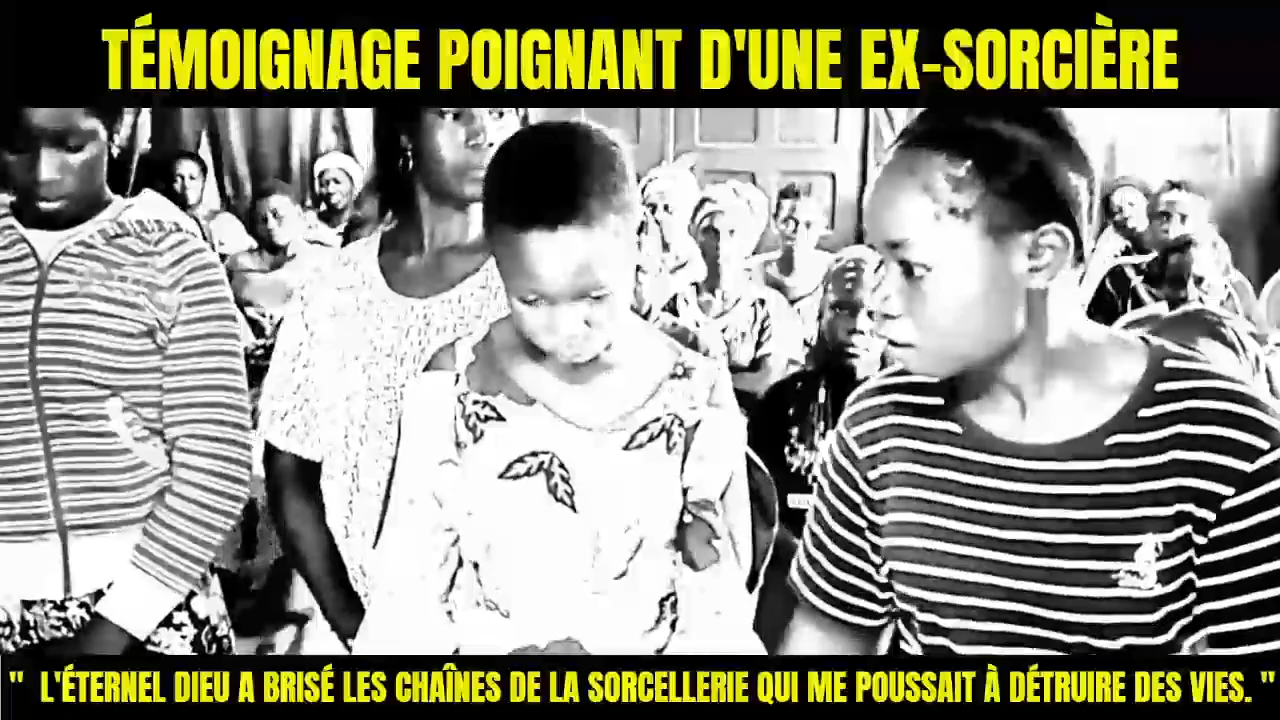 TÉMOIGNAGE POIGNANT D'UNE EX-SORCIÈRE
" L'ÉTERNEL DIEU A BRISÉ LES CHAÎNES DE LA SORCELLERIE QUI ME POUSSAIT À DÉTRUIRE DES VIES. "